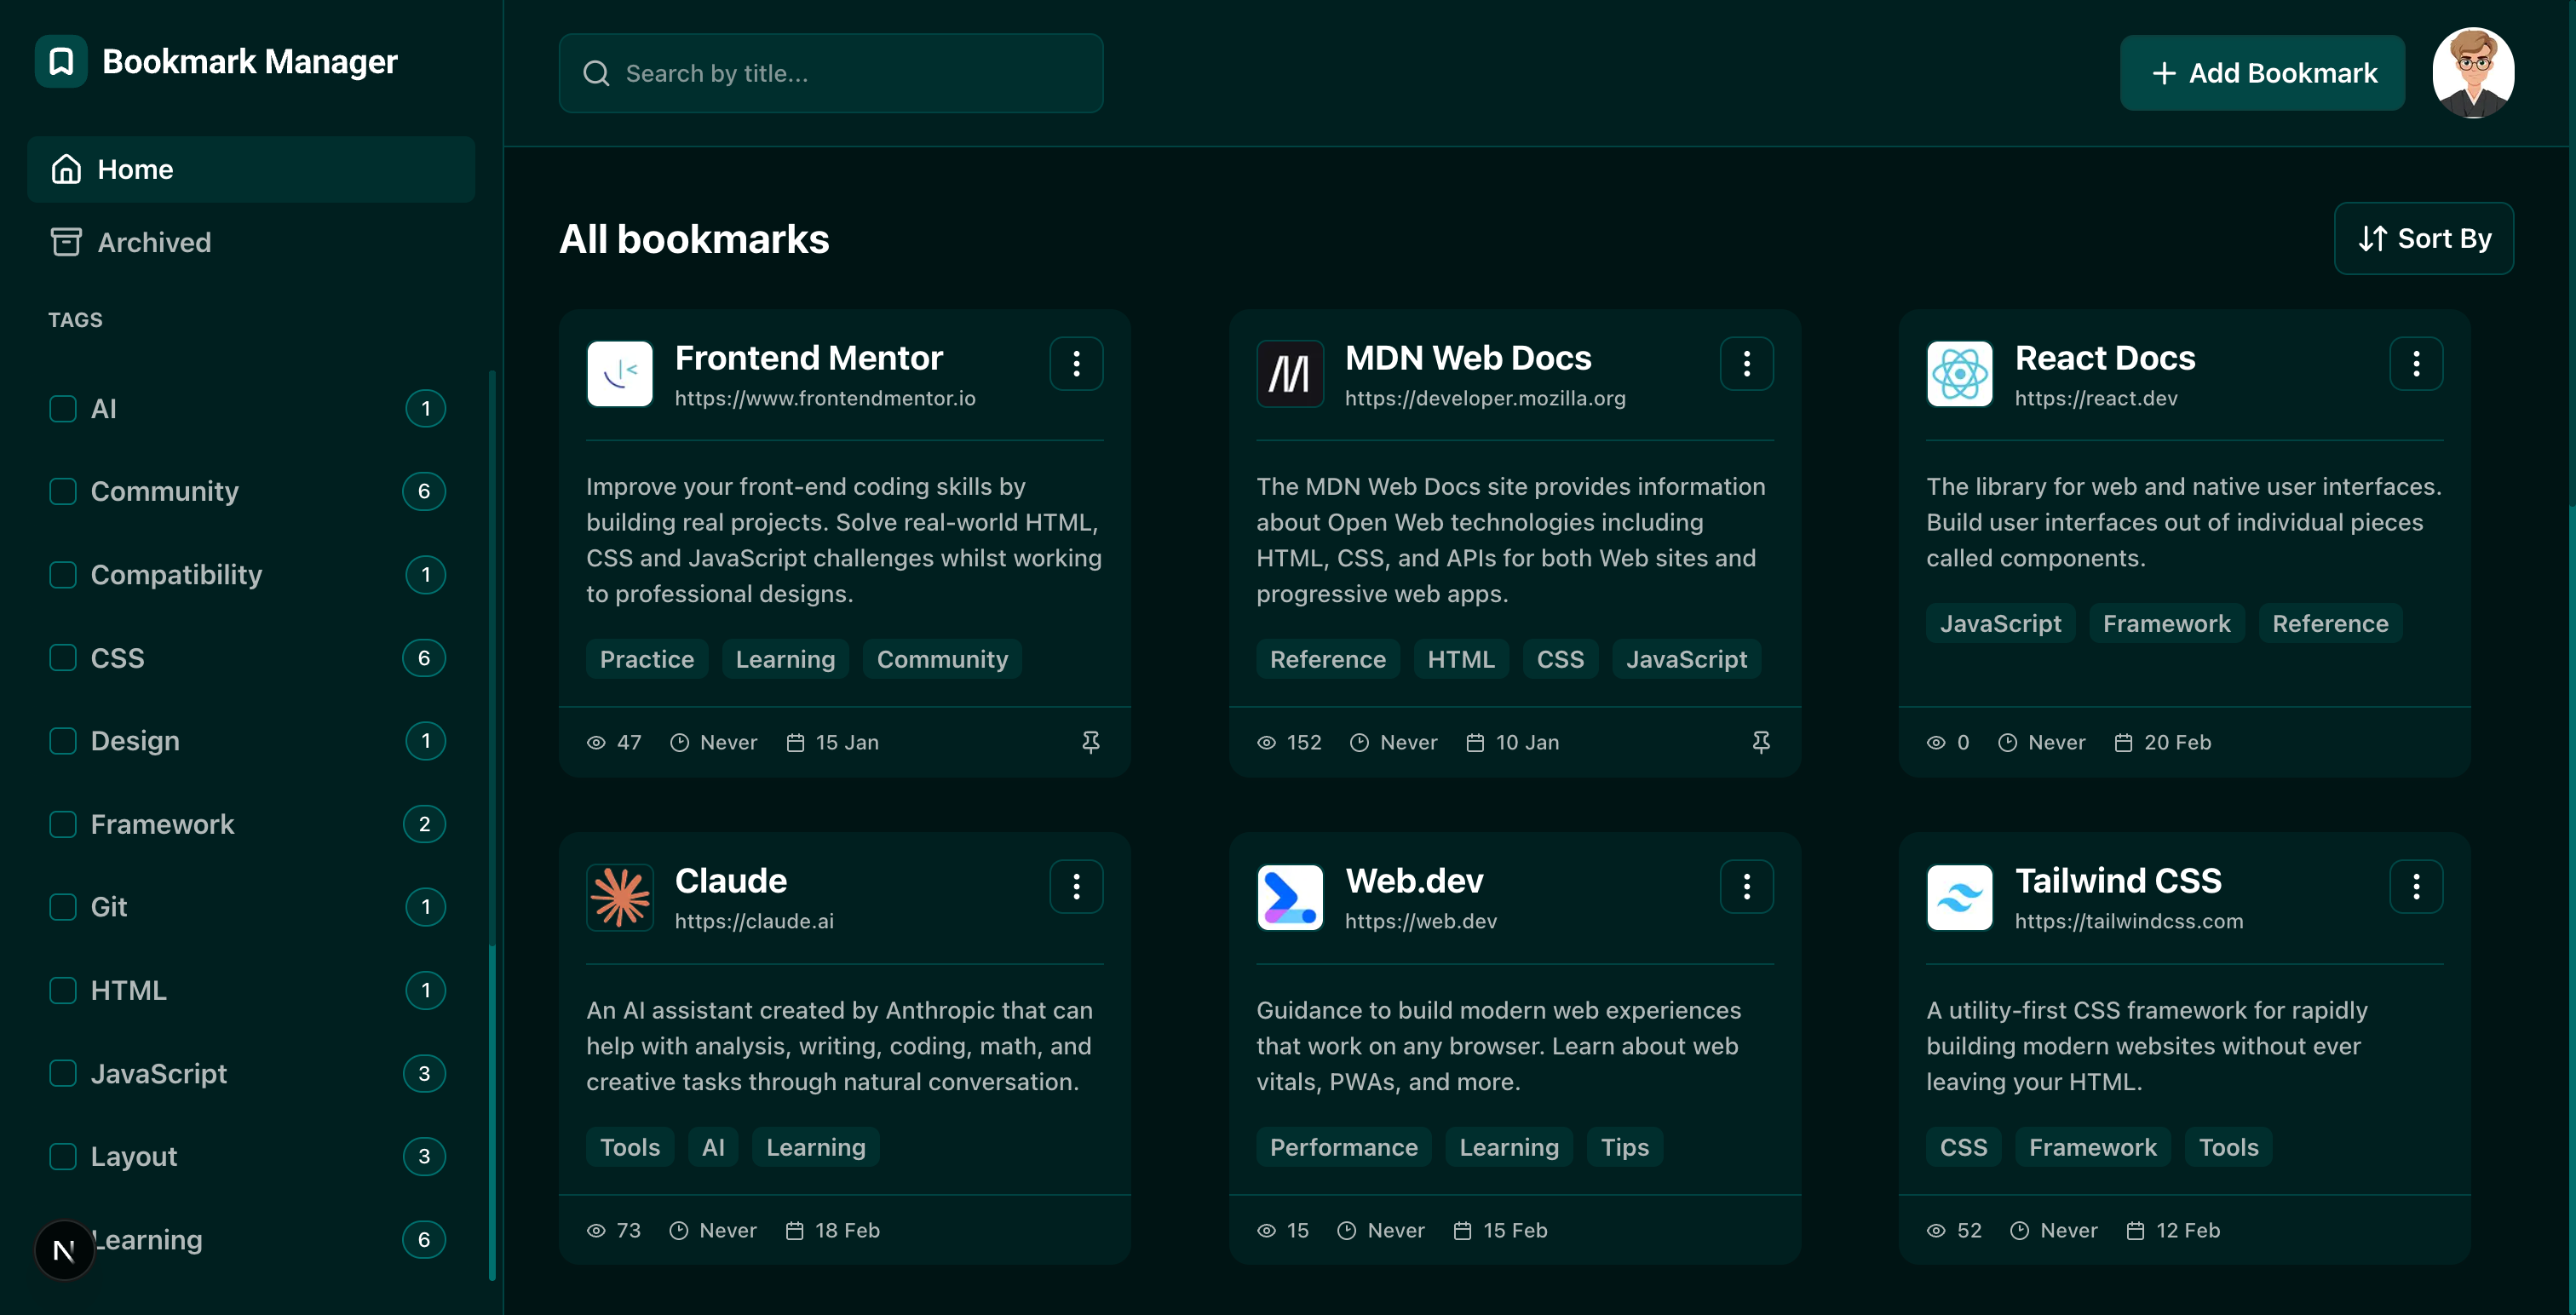 Bookmark Manager
Search by title...
Add Bookmark
Home
Archived
TAGS
AI 1
Community 6
Compatibility 1
CSS 6
Design 1
Framework 2
Git 1
HTML 1
JavaScript 3
Layout 3
Learning 6
N
All bookmarks
Sort By
Frontend Mentor
https://www.frontendmentor.io
Improve your front-end coding skills by
building real projects. Solve real-world HTML,
CSS and JavaScript challenges whilst working
to professional designs.
Practice Learning Community
47 Never 15 Jan
MDN Web Docs
https://developer.mozilla.org
The MDN Web Docs site provides information
about Open Web technologies including
HTML, CSS, and APIs for both Web sites and
progressive web apps.
Reference HTML CSS JavaScript
152 Never 10 Jan
React Docs
https://react.dev
The library for web and native user interfaces.
Build user interfaces out of individual pieces
called components.
JavaScript Framework Reference
0 Never 20 Feb
Claude
https://claude.ai
An AI assistant created by Anthropic that can
help with analysis, writing, coding, math, and
creative tasks through natural conversation.
Tools AI Learning
73 Never 18 Feb
Web.dev
https://web.dev
Guidance to build modern web experiences
that work on any browser. Learn about web
vitals, PWAs, and more.
Performance Learning Tips
15 Never 15 Feb
Tailwind CSS
https://tailwindcss.com
A utility-first CSS framework for rapidly
building modern websites without ever
leaving your HTML.
CSS Framework Tools
52 Never 12 Feb